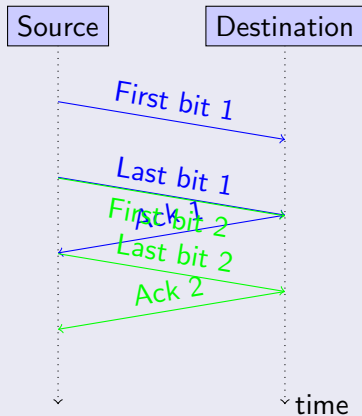 Source
Destination
First bit 1
Last bit 1
First bit 2
Ack 1
Last bit 2
Ack 2
time